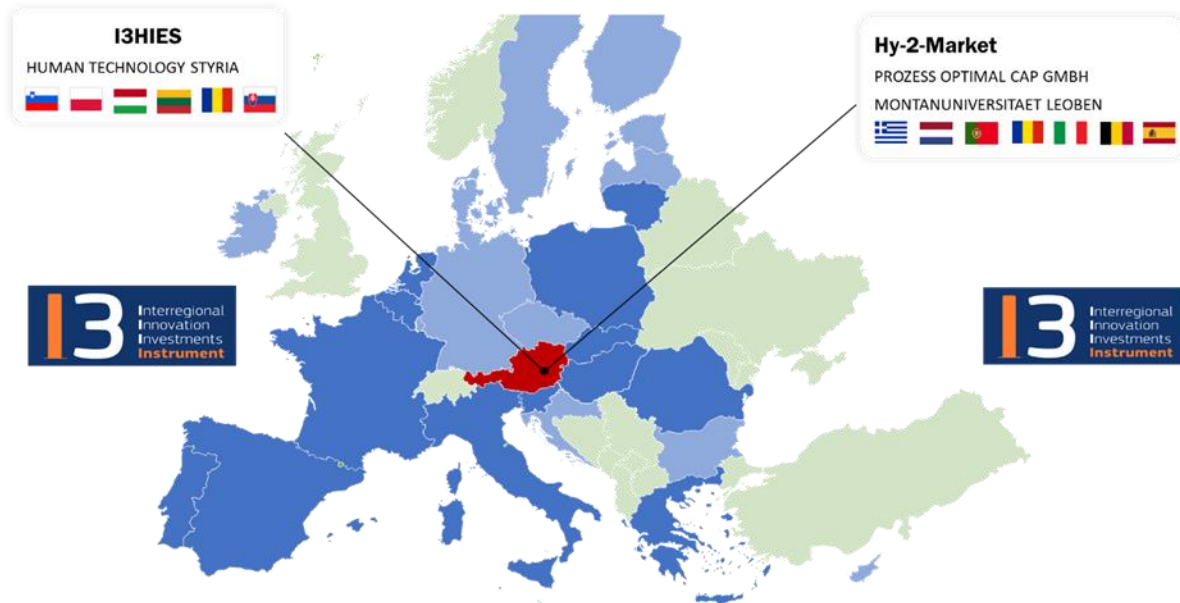 I3HIES
HUMAN TECHNOLOGY STYRIA
Hy-2-Market
PROZESS OPTIMAL CAP GMBH
MONTANUNIVERSITAET LEOBEN
I3
Interregional
Innovation
Investments
Instrument
I3
Interregional
Innovation
Investments
Instrument